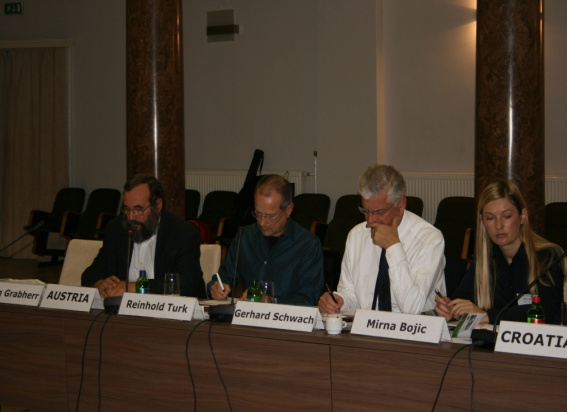 Grabherr
AUSTRIA
Reinhold Turk
Gerhard Schwach
Mirna Bojic
CROATIA